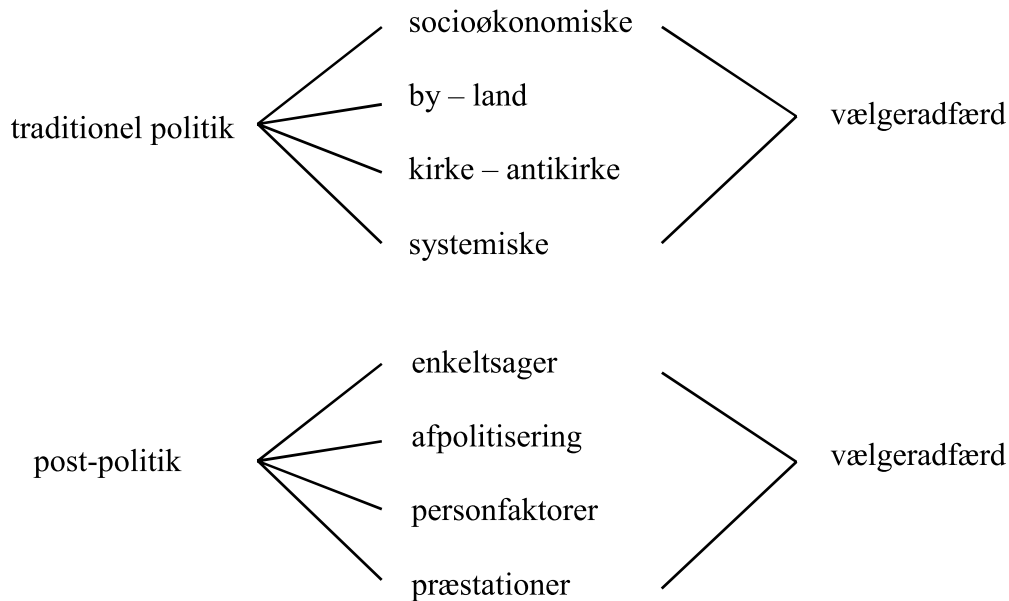 socioøkonomiske
by – land
traditionel politik
vælgeradfærd
kirke – antikirke
systemiske
enkeltsager
afpolitisering
post-politik
vælgeradfærd
personfaktorer
præstationer